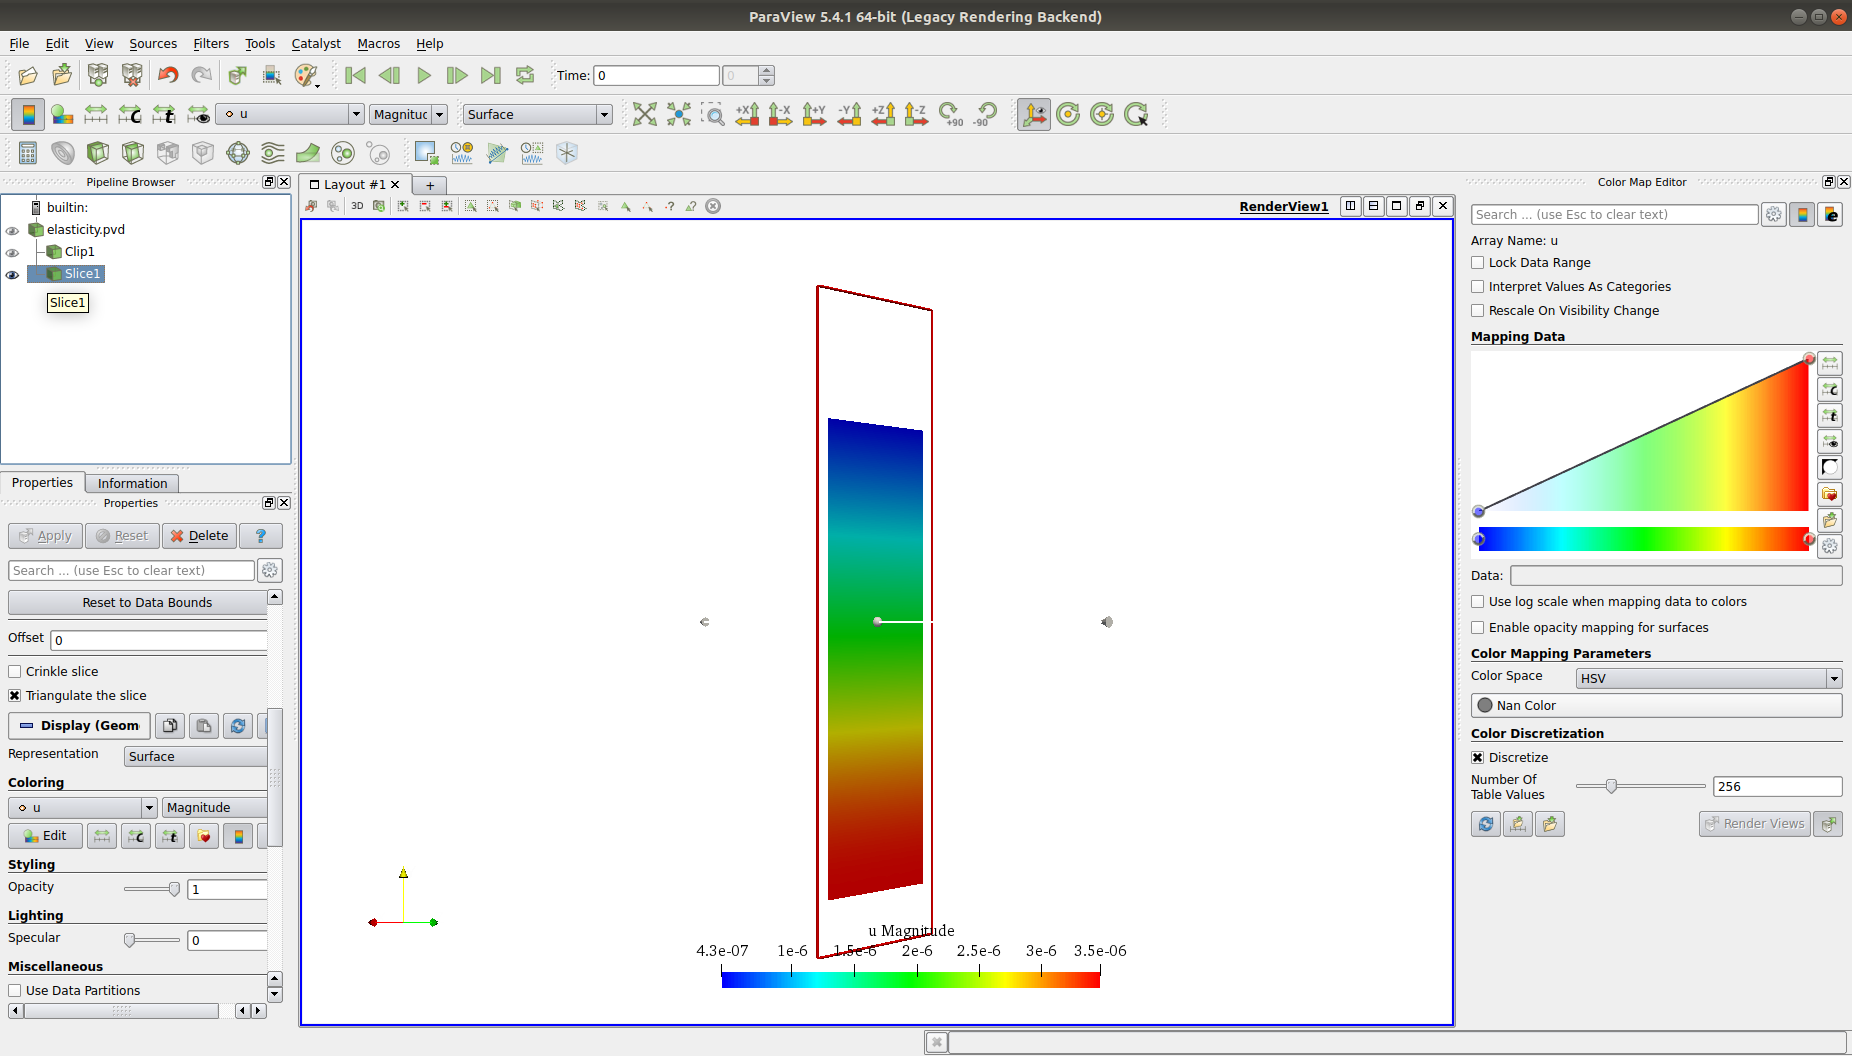 ParaView 5.4.1 64-bit (Legacy Rendering Backend)
File Edit View Sources Filters Tools Catalyst Macros Help
Time: 0 0
u Magnituc Surface
+X -X +Y -Y +Z -Z +90 -90
Pipeline Browser
builtin:
elasticity.pvd
Clip1
Slice1
Slice1
Properties Information
Properties
Apply Reset Delete ?
Search ... (use Esc to clear text)
Reset to Data Bounds
Offset 0
Crinkle slice
Triangulate the slice
Display (Geom
Representation Surface
Coloring
u Magnitude
Edit
Styling
Opacity 1
Lighting
Specular 0
Miscellaneous
Use Data Partitions
Layout #1 +
3D RenderView1
u Magnitude
4.3e-07 1e-6 1.5e-6 2e-6 2.5e-6 3e-6 3.5e-06
Color Map Editor
Search ... (use Esc to clear text)
Array Name: u
Lock Data Range
Interpret Values As Categories
Rescale On Visibility Change
Mapping Data
Data:
Use log scale when mapping data to colors
Enable opacity mapping for surfaces
Color Mapping Parameters
Color Space HSV
Nan Color
Color Discretization
Discretize
Number Of
Table Values 256
Render Views